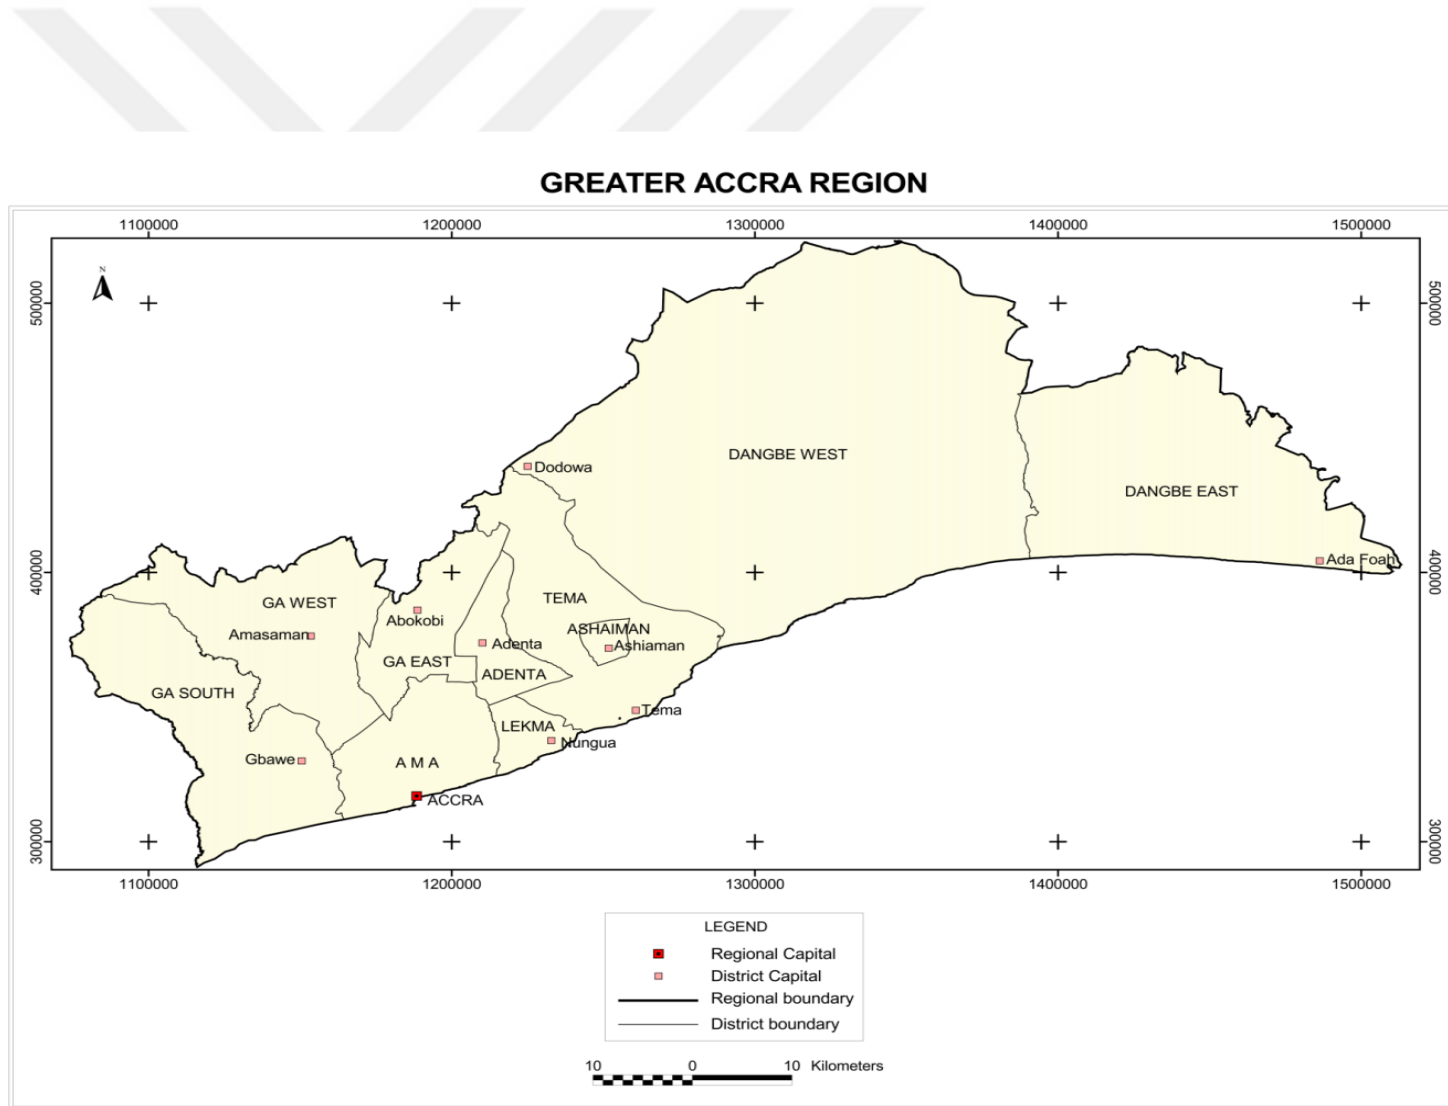 GREATER ACCRA REGION
1100000 1200000 1300000 1400000 1500000
N
500000 500000
DANGBE WEST
Dodowa
DANGBE EAST
Ada Foah
400000 400000
TEMA
GA WEST
Abokobi
ASHAIMAN
Amasaman
Adenta
Ashiaman
GA EAST
ADENTA
GA SOUTH
Tema
LEKMA
Nungua
Gbawe
A M A
ACCRA
300000 300000
1100000 1200000 1300000 1400000 1500000
LEGEND
Regional Capital
District Capital
Regional boundary
District boundary
10 0 10 Kilometers